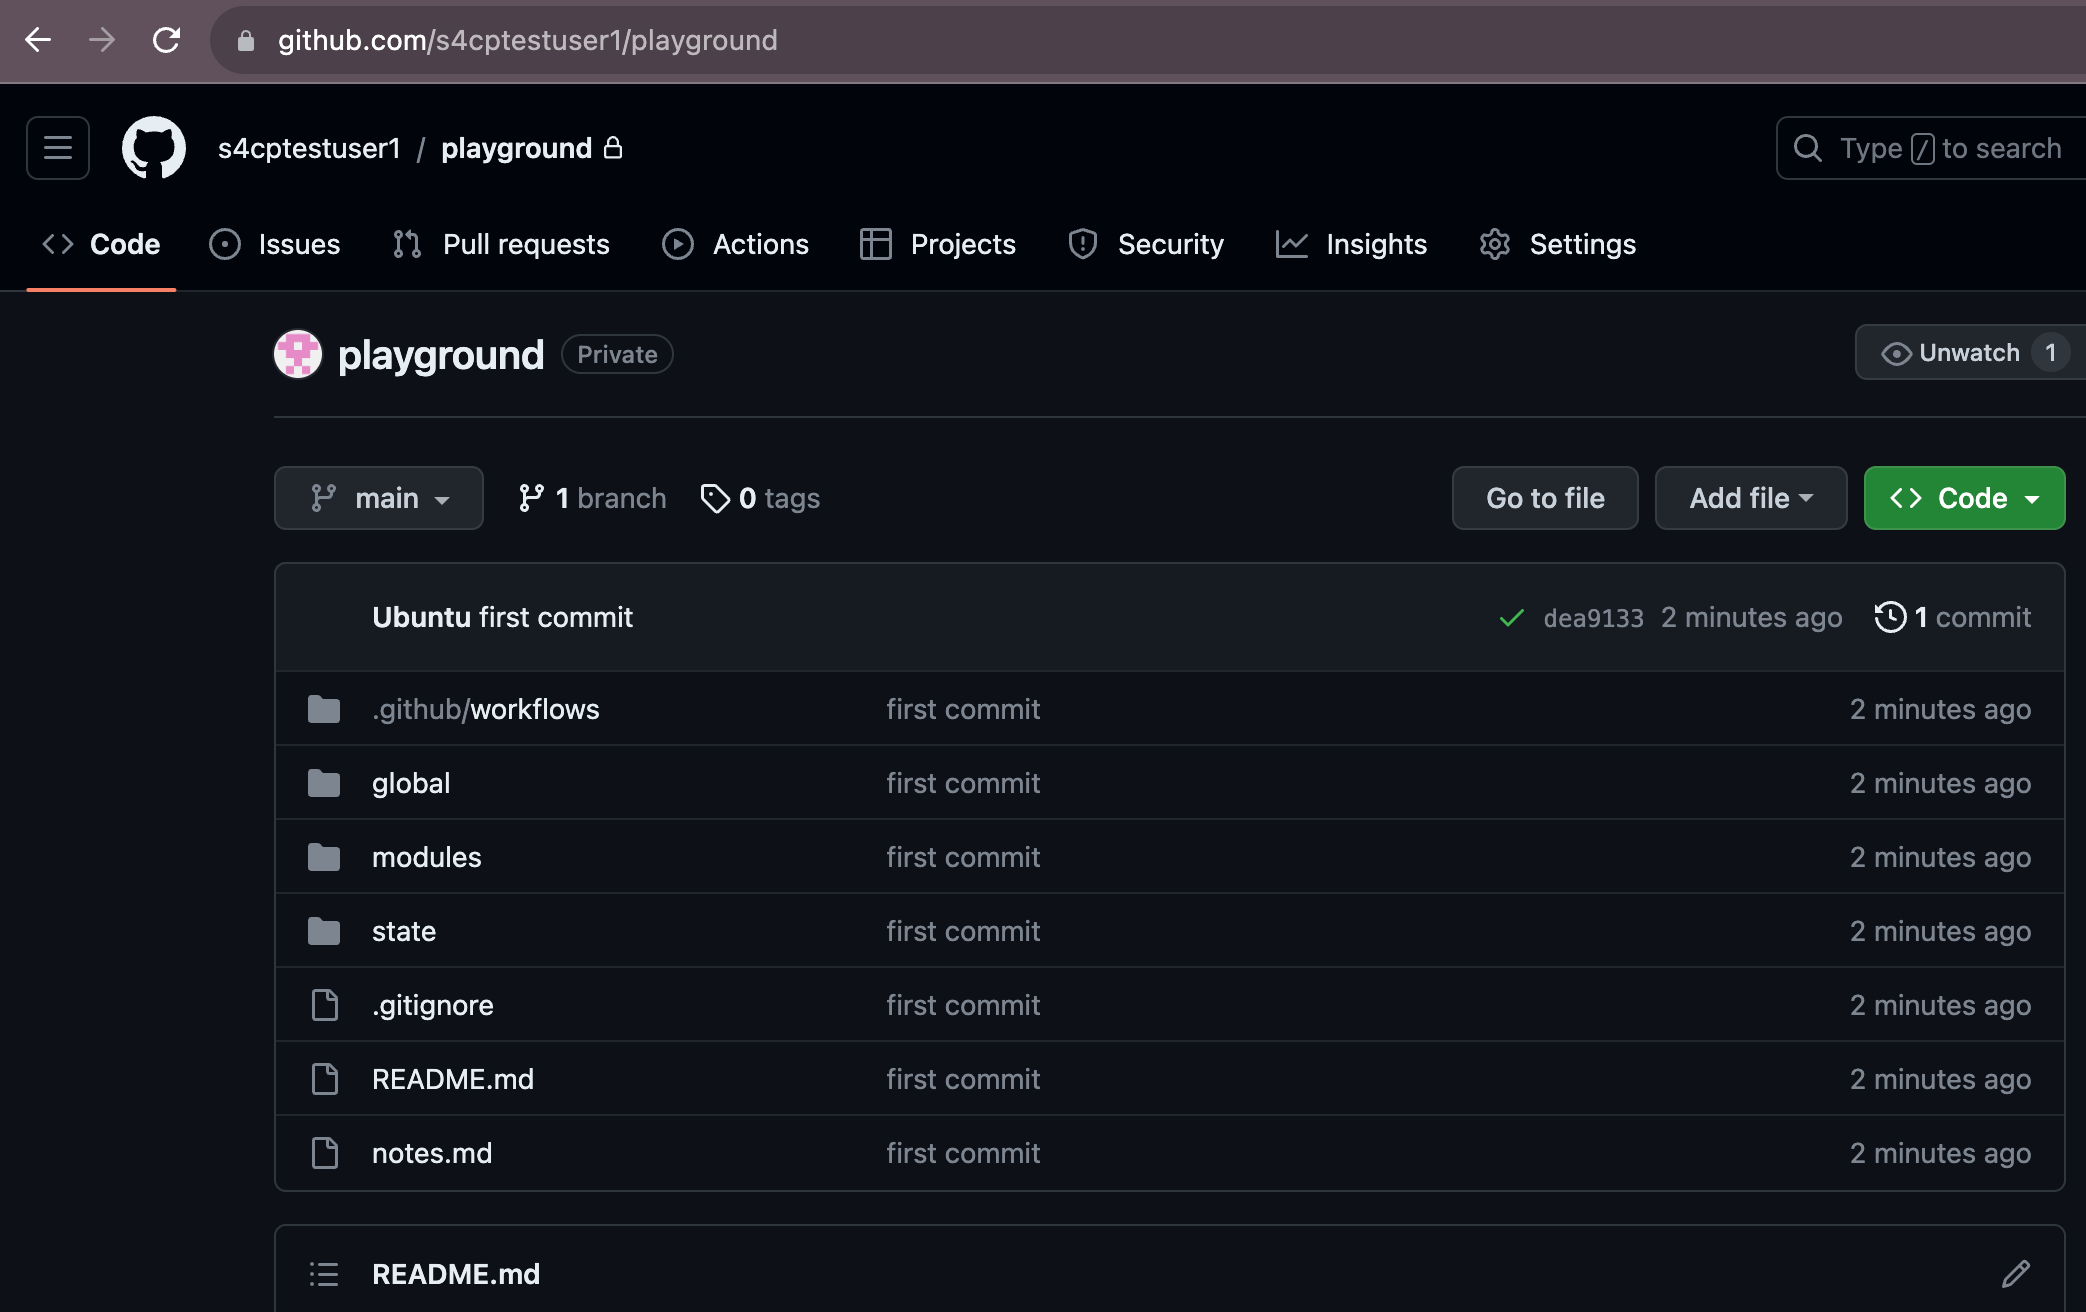 github.com/s4cptestuser1/playground
s4cptestuser1 / playground
Type / to search
Code Issues Pull requests Actions Projects Security Insights Settings
playground Private
Unwatch 1
main 1 branch 0 tags Go to file Add file Code
Ubuntu first commit dea9133 2 minutes ago 1 commit
.github/workflows first commit 2 minutes ago
global first commit 2 minutes ago
modules first commit 2 minutes ago
state first commit 2 minutes ago
.gitignore first commit 2 minutes ago
README.md first commit 2 minutes ago
notes.md first commit 2 minutes ago
README.md